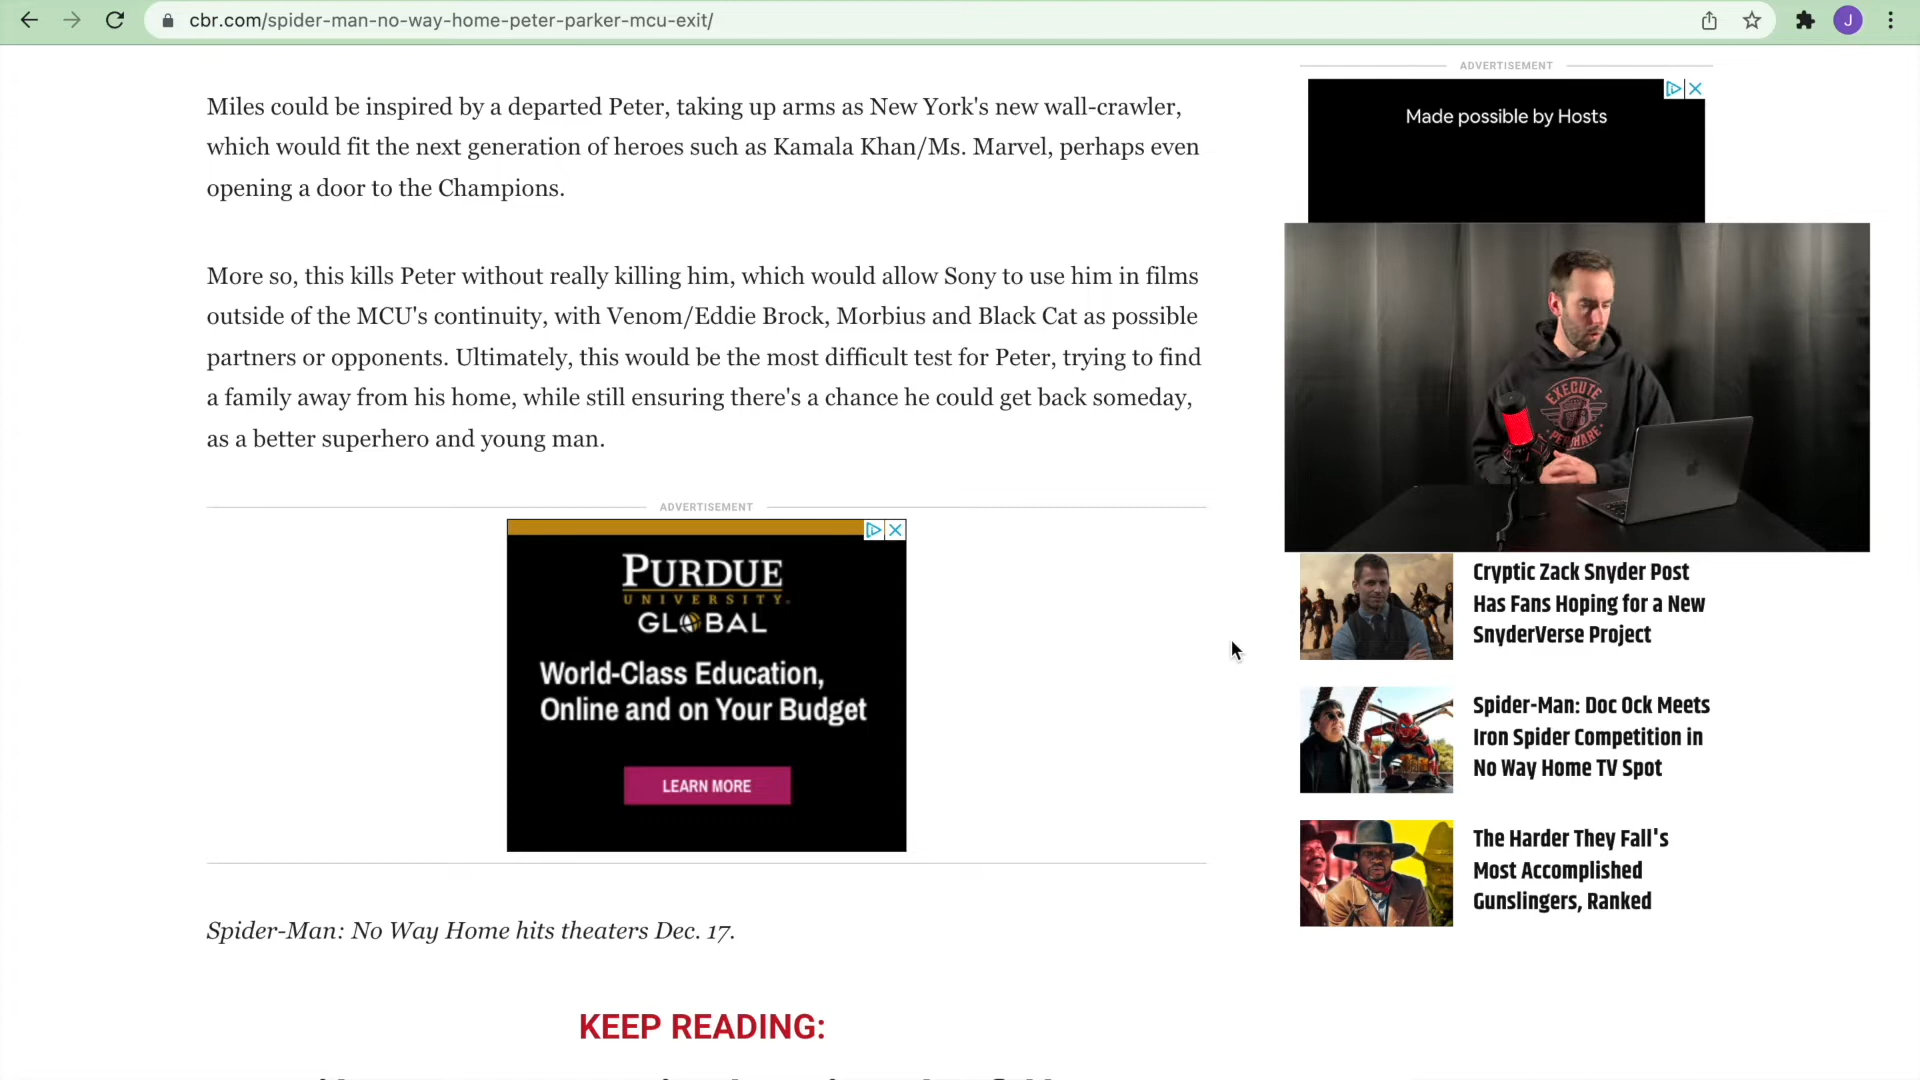 cbr.com/spider-man-no-way-home-peter-parker-mcu-exit/
J
Miles could be inspired by a departed Peter, taking up arms as New York's new wall-crawler,
which would fit the next generation of heroes such as Kamala Khan/Ms. Marvel, perhaps even
opening a door to the Champions.
More so, this kills Peter without really killing him, which would allow Sony to use him in films
outside of the MCU's continuity, with Venom/Eddie Brock, Morbius and Black Cat as possible
partners or opponents. Ultimately, this would be the most difficult test for Peter, trying to find
a family away from his home, while still ensuring there's a chance he could get back someday,
as a better superhero and young man.
ADVERTISEMENT
PURDUE
UNIVERSITY
GLOBAL
World-Class Education,
Online and on Your Budget
LEARN MORE
Spider-Man: No Way Home hits theaters Dec. 17.
KEEP READING:
ADVERTISEMENT
Made possible by Hosts
EXECUTE
Cryptic Zack Snyder Post
Has Fans Hoping for a New
SnyderVerse Project
Spider-Man: Doc Ock Meets
Iron Spider Competition in
No Way Home TV Spot
The Harder They Fall's
Most Accomplished
Gunslingers, Ranked